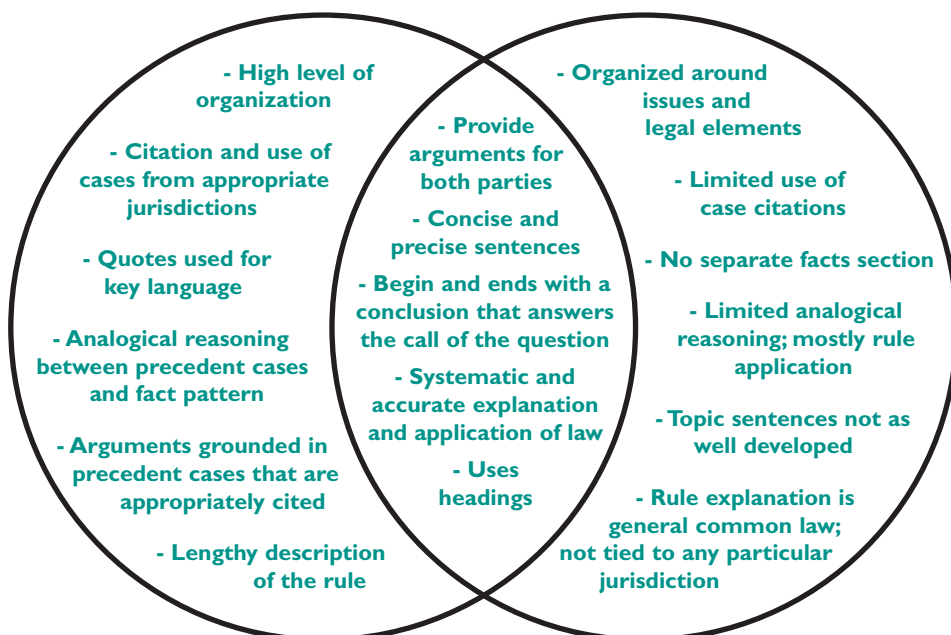 - High level of
organization
- Citation and use of
cases from appropriate
jurisdictions
- Quotes used for
key language
- Analogical reasoning
between precedent cases
and fact pattern
- Arguments grounded in
precedent cases that are
appropriately cited
- Lengthy description
of the rule
- Provide
arguments for
both parties
- Concise and
precise sentences
- Begin and ends with a
conclusion that answers
the call of the question
- Systematic and
accurate explanation
and application of law
- Uses
headings
- Organized around
issues and
legal elements
- Limited use of
case citations
- No separate facts section
- Limited analogical
reasoning; mostly rule
application
- Topic sentences not as
well developed
- Rule explanation is
general common law;
not tied to any particular
jurisdiction